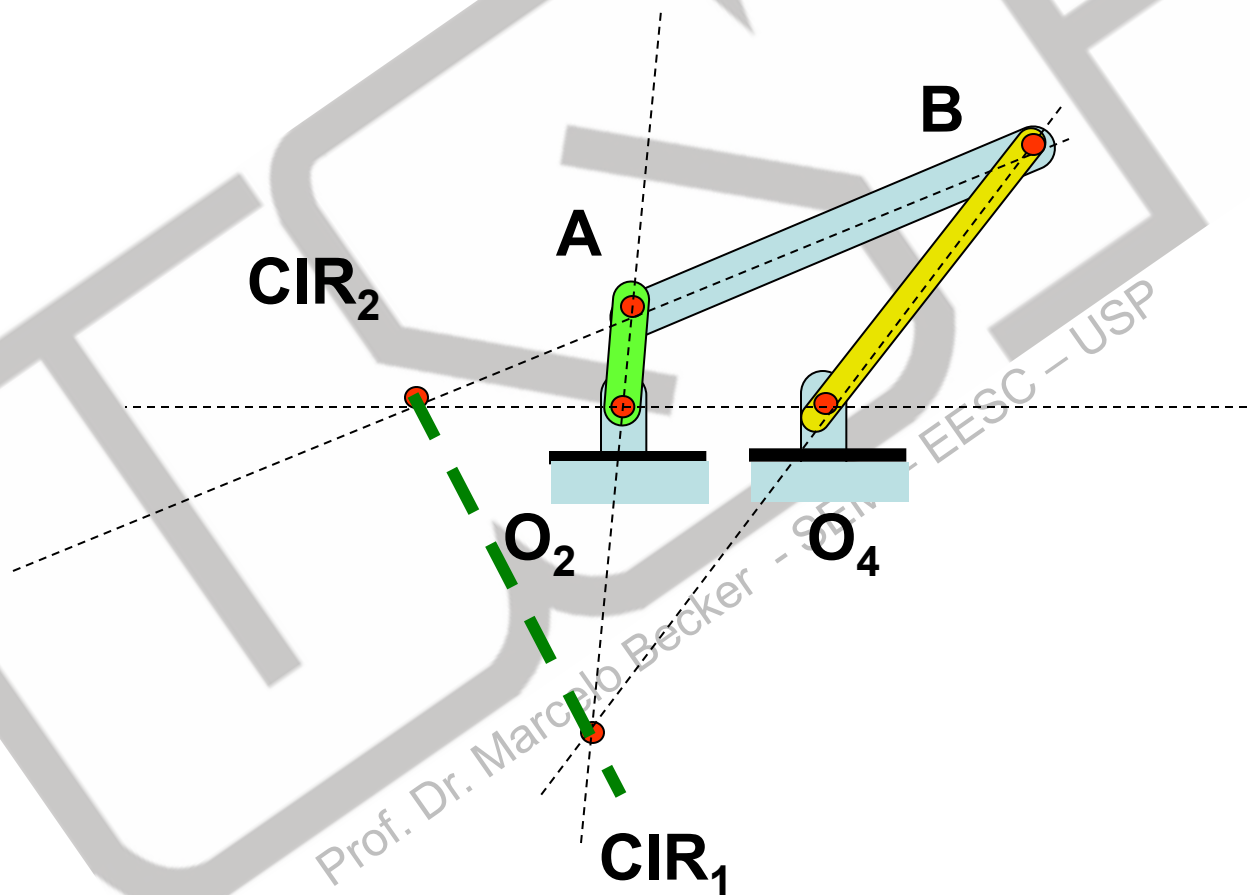 B
A
CIR₂
O₂
O₄
Prof. Dr. Marcelo Becker - SEM - EESC – USP
CIR₁